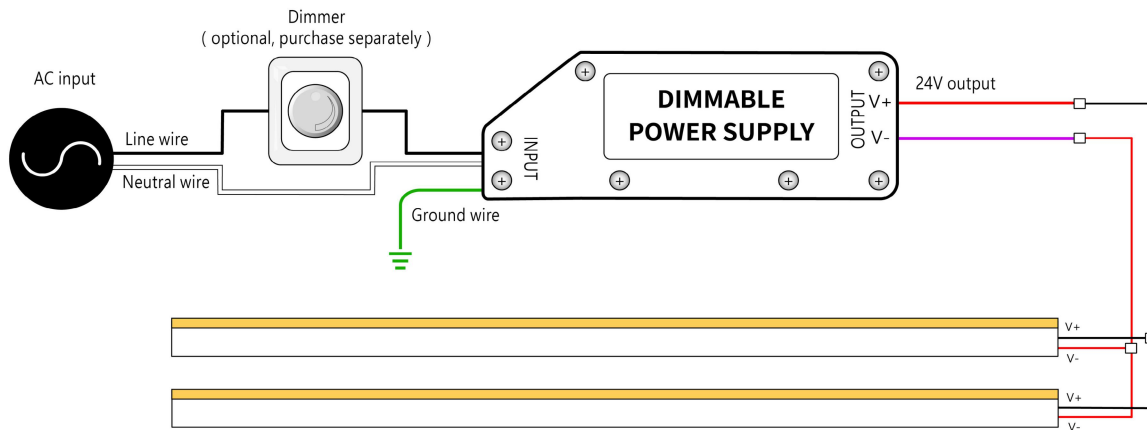 Dimmer
( optional, purchase separately )
AC input
Line wire
Neutral wire
Ground wire
INPUT
DIMMABLE
POWER SUPPLY
OUTPUT
V+
V-
24V output
V+
V-
V+
V-